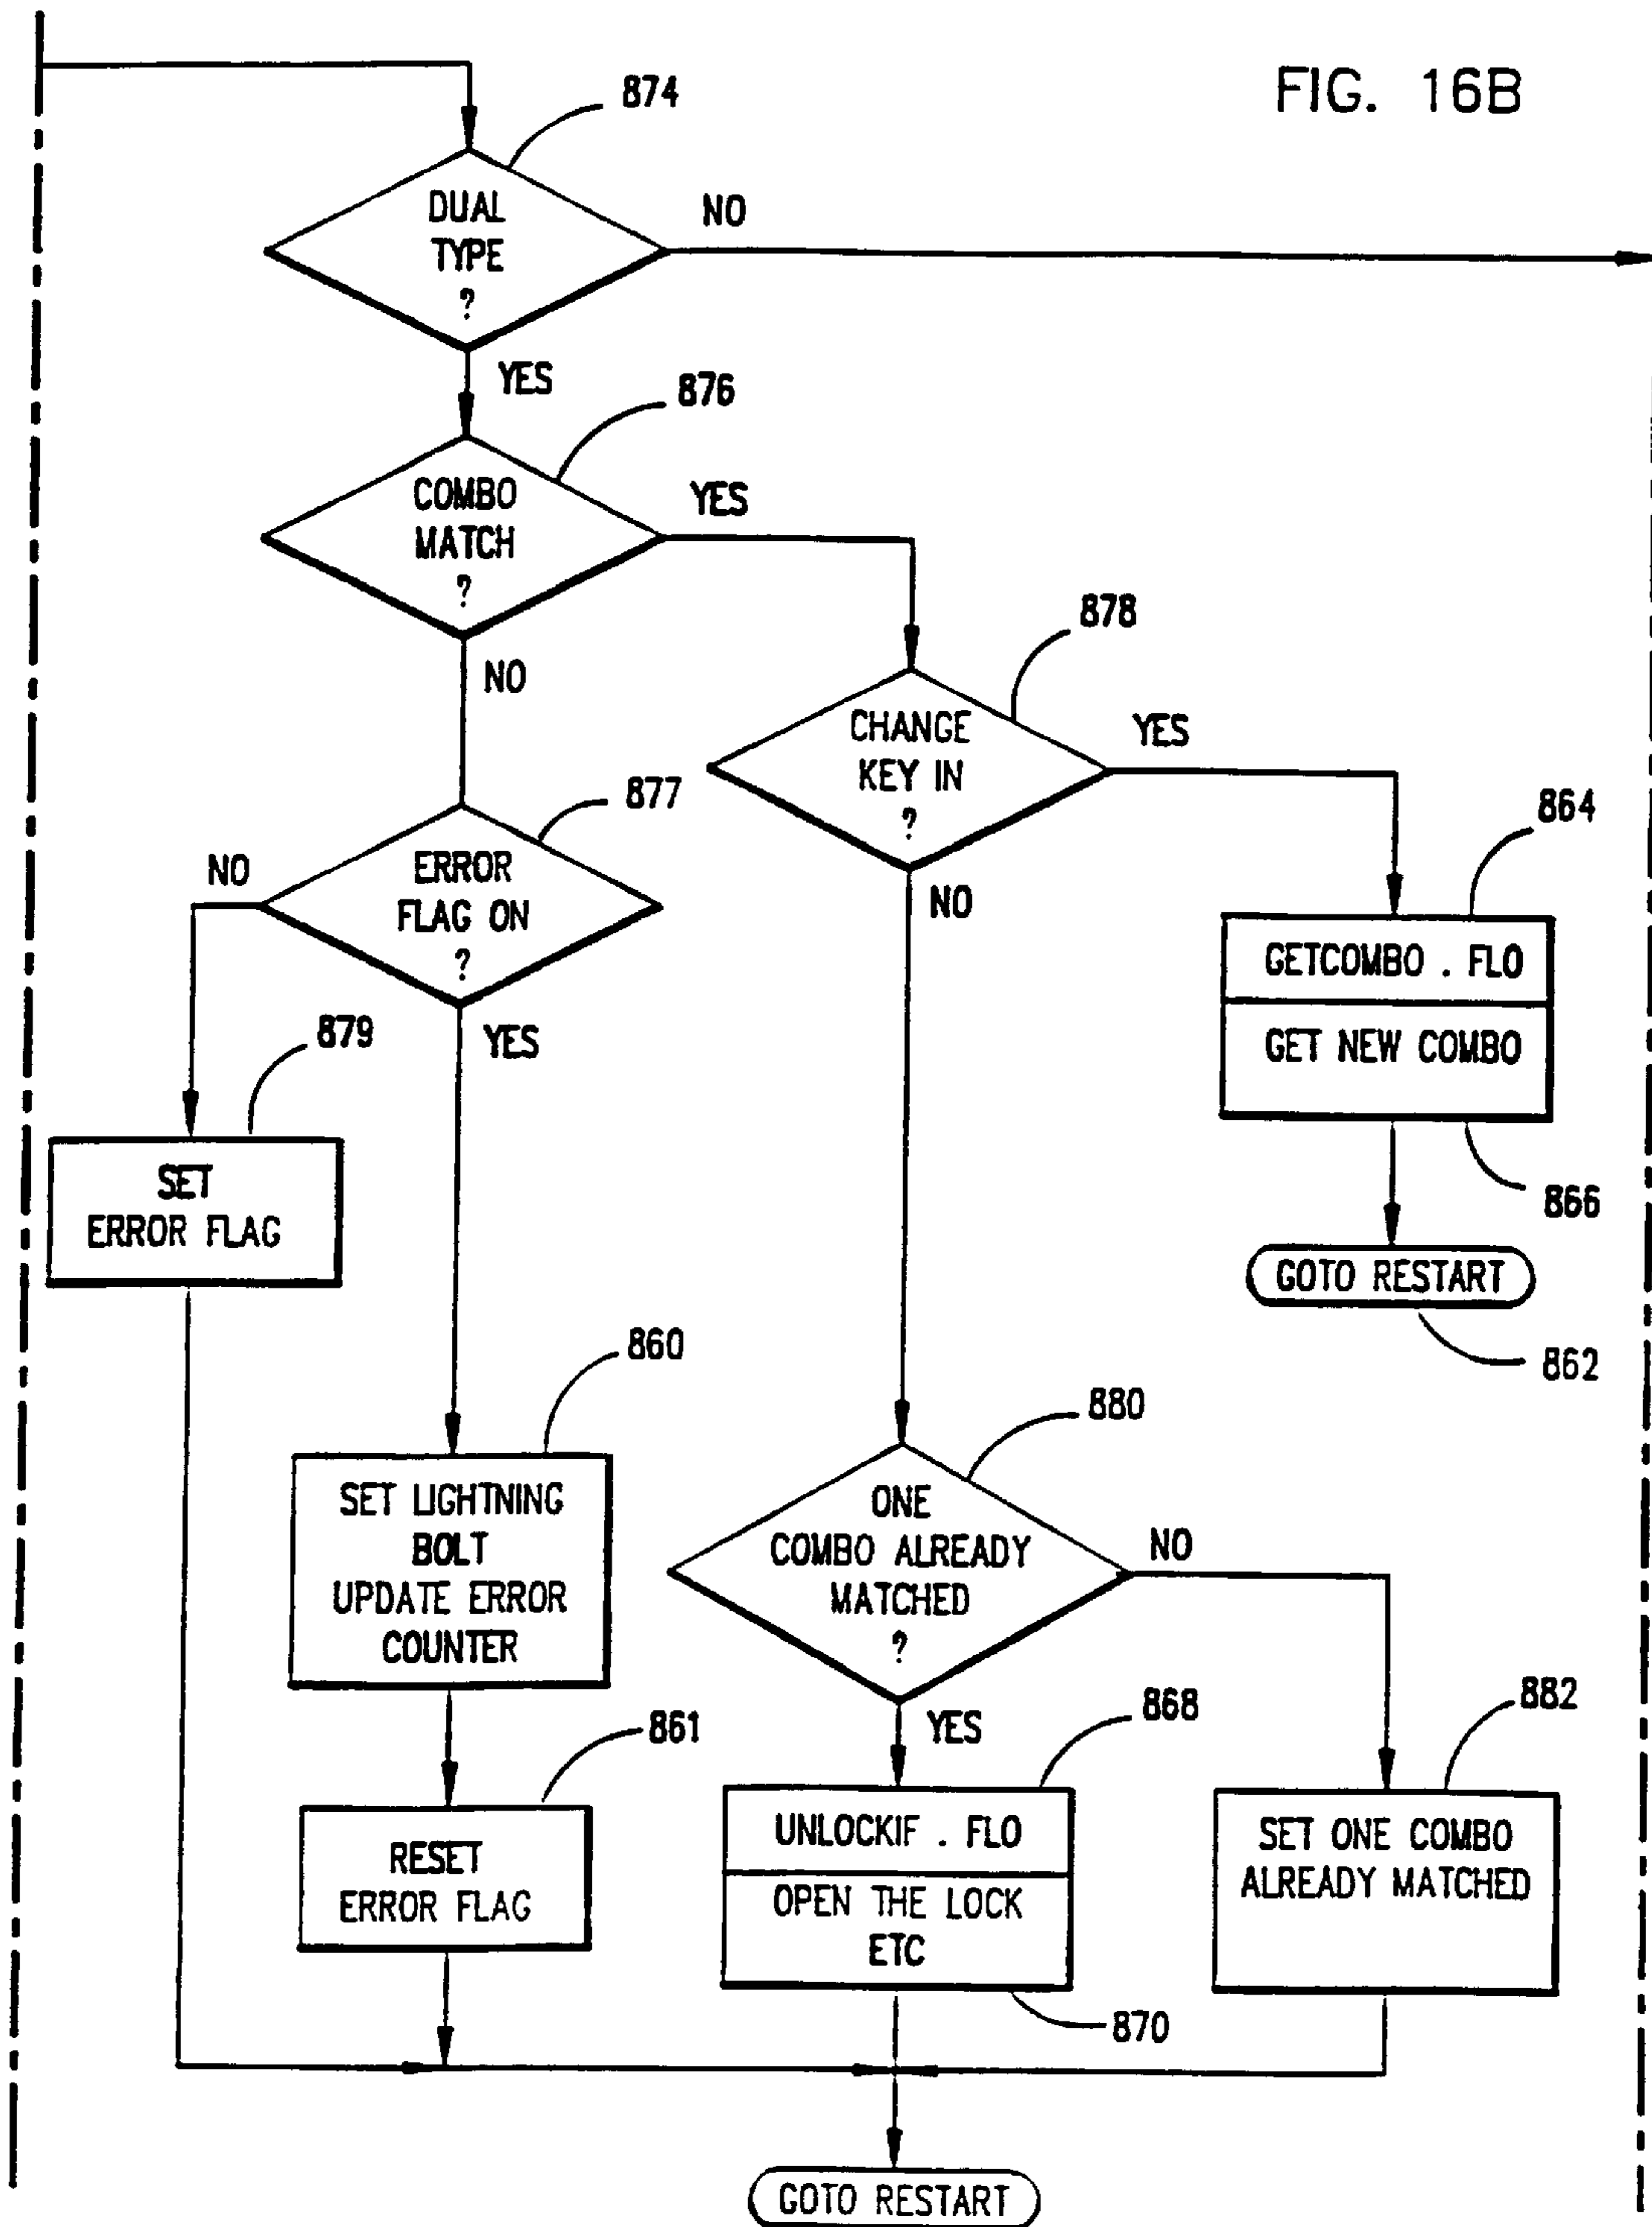 FIG. 16B
874
DUAL
TYPE
?
NO
YES
876
COMBO
MATCH
?
YES
NO
878
CHANGE
KEY IN
?
YES
NO
877
ERROR
FLAG ON
?
NO
YES
864
GETCOMBO . FLO
GET NEW COMBO
866
GOTO RESTART
862
879
SET
ERROR FLAG
860
SET LIGHTNING
BOLT
UPDATE ERROR
COUNTER
880
ONE
COMBO ALREADY
MATCHED
?
NO
YES
861
RESET
ERROR FLAG
868
UNLOCKIF . FLO
OPEN THE LOCK
ETC
870
882
SET ONE COMBO
ALREADY MATCHED
GOTO RESTART